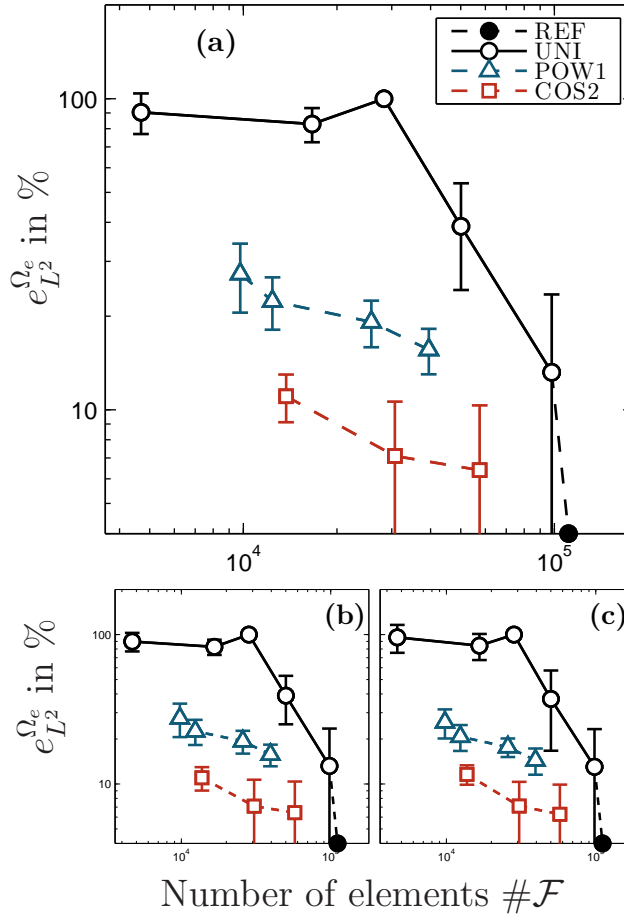 (a)
REF
UNI
POW1
COS2
100
10
$e_{L^2}^{\Omega_e}$ in %
10^4
10^5
(b)
(c)
100
10
100
10
$e_{L^2}^{\Omega_e}$ in %
10^4
10^5
10^4
10^5
Number of elements #$\mathcal{F}$